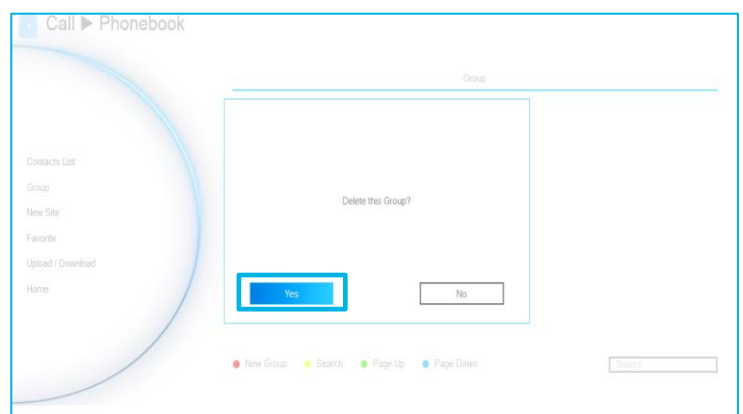 Call ▶ Phonebook
Group
Contacts List
Group
New Site
Favorite
Upload / Download
Home
Delete this Group?
Yes No
New Group Search Page Up Page Down Search